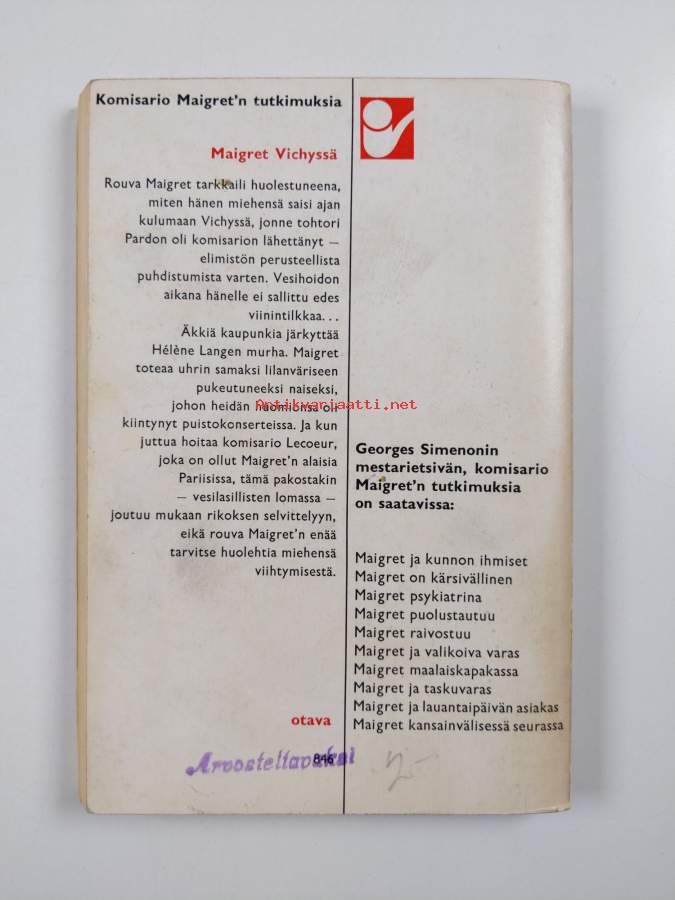 Komisario Maigret'n tutkimuksia
Maigret Vichyssä
Rouva Maigret tarkkaili huolestuneena,
miten hänen miehensä saisi ajan
kulumaan Vichyssä, jonne tohtori
Pardon oli komisarion lähettänyt —
elimistön perusteellista
puhdistumista varten. Vesihoidon
aikana hänelle ei sallittu edes
viinintilkkaa...
Äkkiä kaupunkia järkyttää
Hélène Langen murha. Maigret
toteaa uhrin samaksi lilanväriseen
pukeutuneeksi naiseksi,
johon heidän huomionsa oli
kiintynyt puistokonserteissa. Ja kun
juttua hoitaa komisario Lecoeur,
joka on ollut Maigret'n alaisia
Pariisissa, tämä pakostakin
— vesilasillisten lomassa —
joutuu mukaan rikoksen selvittelyyn,
eikä rouva Maigret'n enää
tarvitse huolehtia miehensä
viihtymisestä.
otava
846
Arvosteltavaksi
Antikvariaatti.net
Georges Simenonin
mestarietsivän, komisario
Maigret'n tutkimuksia
on saatavissa:
Maigret ja kunnon ihmiset
Maigret on kärsivällinen
Maigret psykiatrina
Maigret puolustautuu
Maigret raivostuu
Maigret ja valikoiva varas
Maigret maalaiskapakassa
Maigret ja taskuvaras
Maigret ja lauantaipäivän asiakas
Maigret kansainvälisessä seurassa